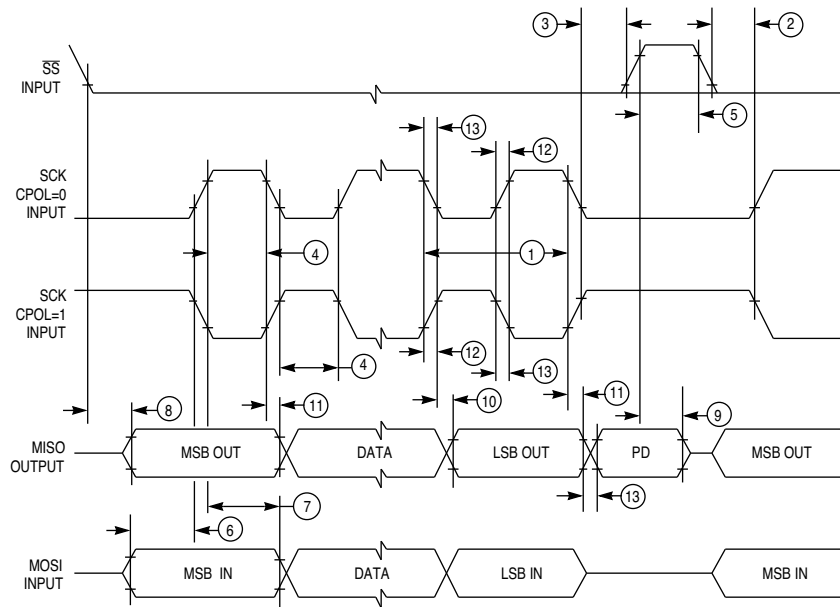 3
2
SS
INPUT
5
13
12
SCK
CPOL=0
INPUT
4
1
SCK
CPOL=1
INPUT
4
12
13
8
11
10
11
9
MISO
OUTPUT
MSB OUT
DATA
LSB OUT
PD
MSB OUT
13
7
6
MOSI
INPUT
MSB IN
DATA
LSB IN
MSB IN